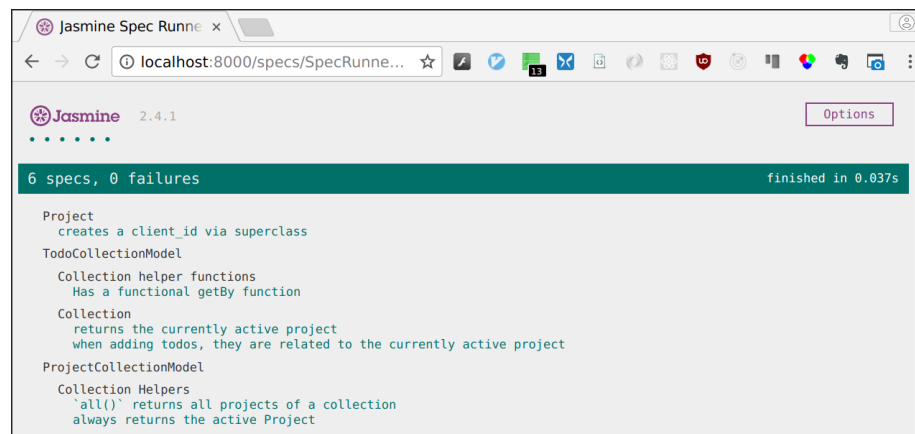 Jasmine Spec Runne
localhost:8000/specs/SpecRunne...
13
Jasmine 2.4.1
Options
6 specs, 0 failures
finished in 0.037s
Project
creates a client_id via superclass
TodoCollectionModel
Collection helper functions
Has a functional getBy function
Collection
returns the currently active project
when adding todos, they are related to the currently active project
ProjectCollectionModel
Collection Helpers
`all()` returns all projects of a collection
always returns the active Project